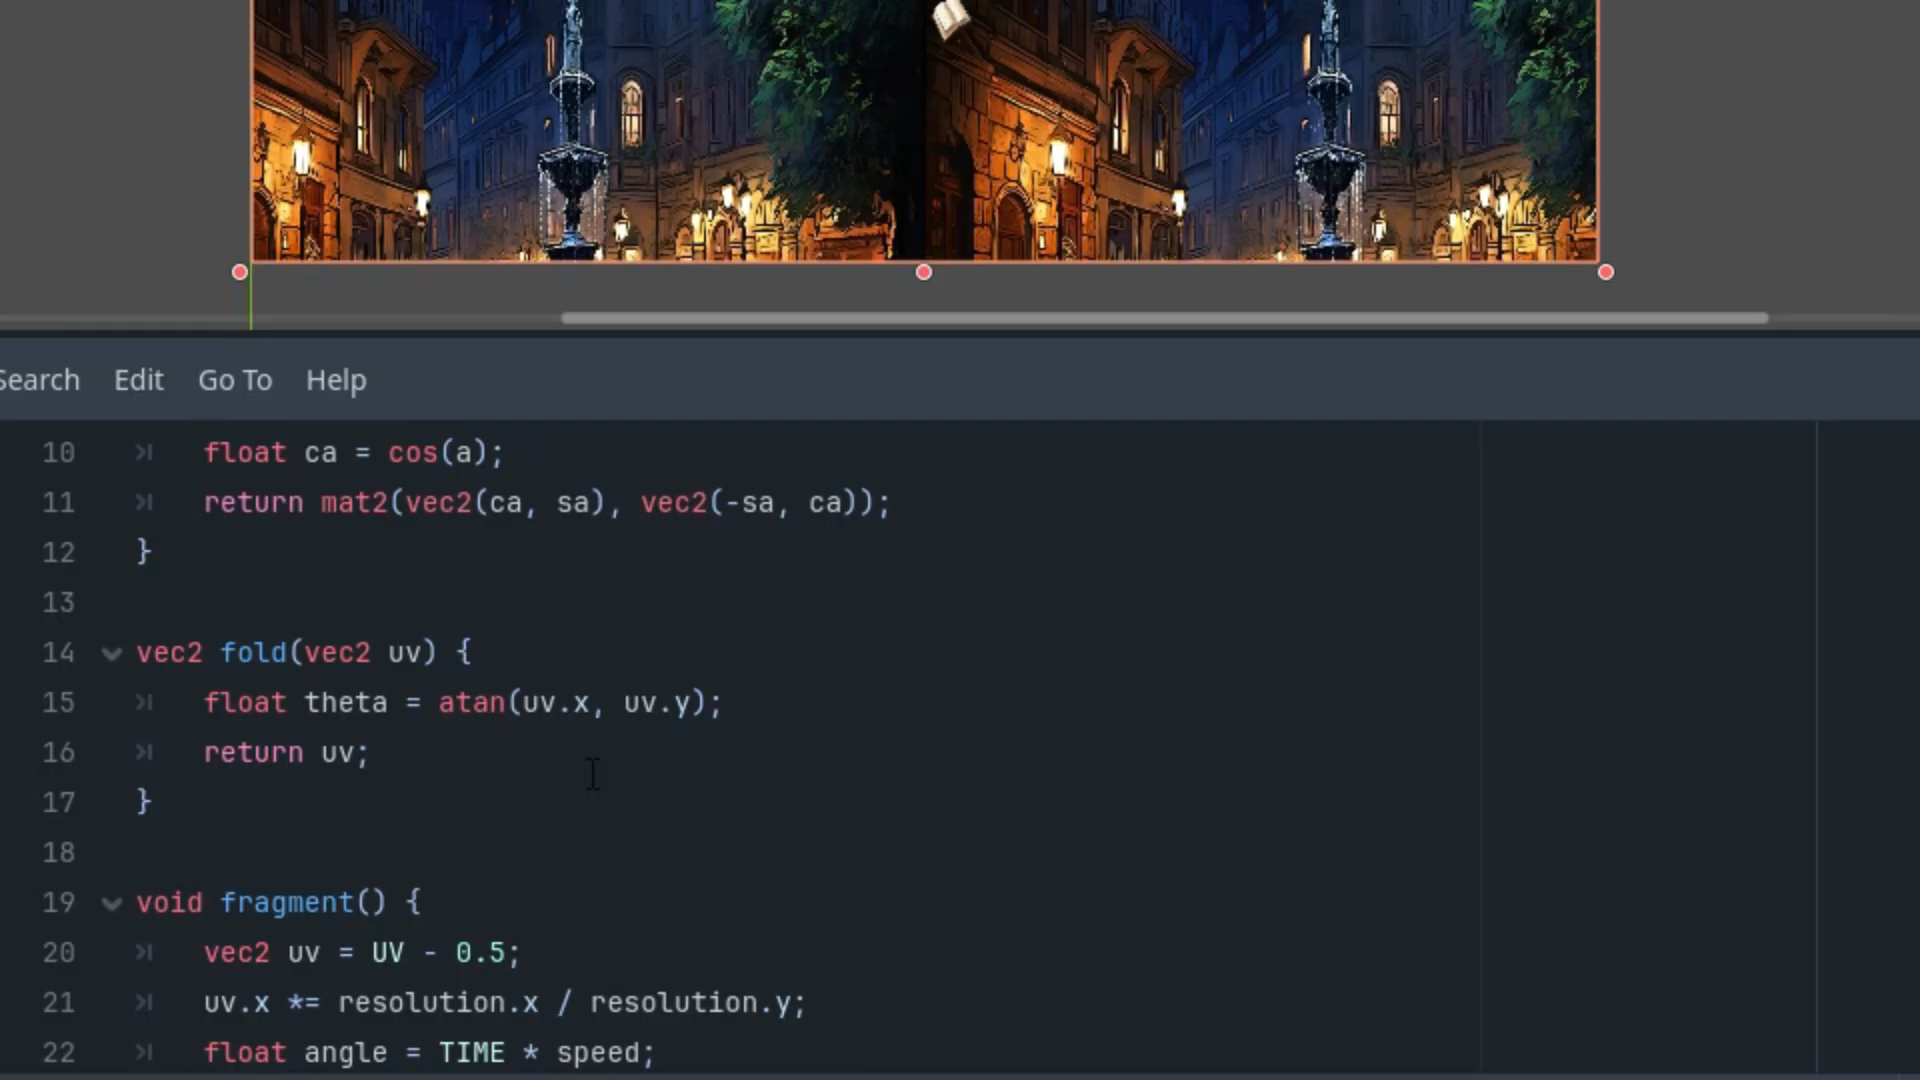 Search Edit Go To Help
10 float ca = cos(a);
11 return mat2(vec2(ca, sa), vec2(-sa, ca));
12 }
13
14 vec2 fold(vec2 uv) {
15 float theta = atan(uv.x, uv.y);
16 return uv;
17 }
18
19 void fragment() {
20 vec2 uv = UV - 0.5;
21 uv.x *= resolution.x / resolution.y;
22 float angle = TIME * speed;